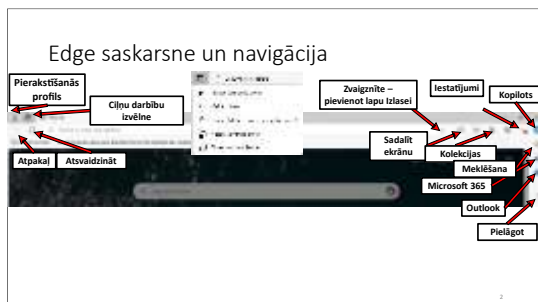 Edge saskarsne un navigācija
Pierakstīšanās
profils
Ciļņu darbību
izvēlne
Zvaigznīte –
pievienot lapu Izlasei
Iestatījumi
Kopilots
Atpakaļ
Atsvaidzināt
Sadalīt
ekrānu
Kolekcijas
Meklēšana
Microsoft 365
Outlook
Pielāgot
2